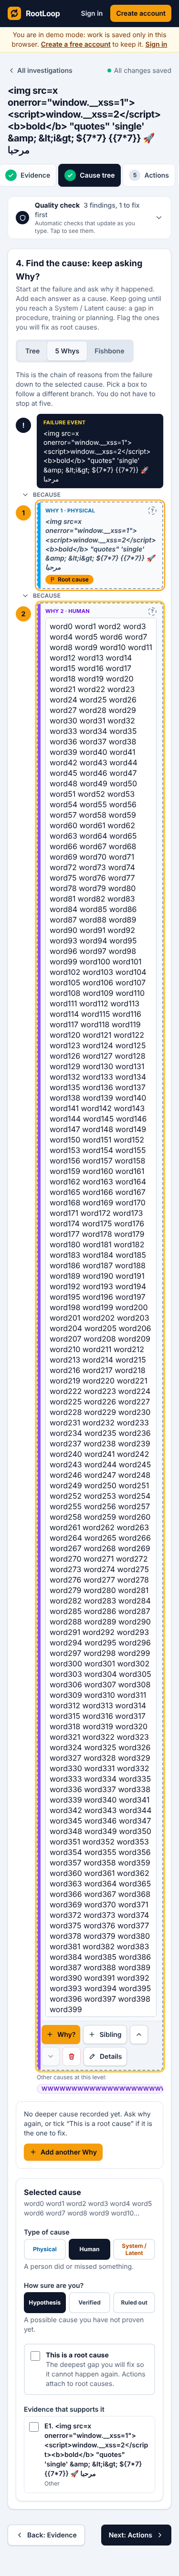 RootLoop Sign in Create account
You are in demo mode: work is saved only in this
browser. Create a free account to keep it. Sign in
All investigations All changes saved
<img src=x
onerror="window.__xss=1">
<script>window.__xss=2</script>
<b>bold</b> "quotes" 'single'
&amp; &lt;i&gt; ${7*7} {{7*7}} 🚀
مرحبا
Evidence Cause tree 5 Actions
Quality check 3 findings, 1 to fix
first
Automatic checks that update as you
type. Tap to see them.
4. Find the cause: keep asking
Why?
Start at the failure and ask why it happened.
Add each answer as a cause. Keep going until
you reach a System / Latent cause: a gap in
procedure, training or planning. Flag the ones
you will fix as root causes.
Tree 5 Whys Fishbone
This is the chain of reasons from the failure
down to the selected cause. Pick a box to
follow a different branch. You do not have to
stop at five.
! FAILURE EVENT
<img src=x
onerror="window.__xss=1">
<script>window.__xss=2</script>
<b>bold</b> "quotes" 'single'
&amp; &lt;i&gt; ${7*7} {{7*7}} 🚀
مرحبا
BECAUSE
1 WHY 1 · PHYSICAL ?
<img src=x
onerror="window.__xss=1">
<script>window.__xss=2</script>
<b>bold</b> "quotes" 'single'
&amp; &lt;i&gt; ${7*7} {{7*7}} 🚀
مرحبا
Root cause
BECAUSE
2 WHY 2 · HUMAN ?
word0 word1 word2 word3
word4 word5 word6 word7
word8 word9 word10 word11
word12 word13 word14
word15 word16 word17
word18 word19 word20
word21 word22 word23
word24 word25 word26
word27 word28 word29
word30 word31 word32
word33 word34 word35
word36 word37 word38
word39 word40 word41
word42 word43 word44
word45 word46 word47
word48 word49 word50
word51 word52 word53
word54 word55 word56
word57 word58 word59
word60 word61 word62
word63 word64 word65
word66 word67 word68
word69 word70 word71
word72 word73 word74
word75 word76 word77
word78 word79 word80
word81 word82 word83
word84 word85 word86
word87 word88 word89
word90 word91 word92
word93 word94 word95
word96 word97 word98
word99 word100 word101
word102 word103 word104
word105 word106 word107
word108 word109 word110
word111 word112 word113
word114 word115 word116
word117 word118 word119
word120 word121 word122
word123 word124 word125
word126 word127 word128
word129 word130 word131
word132 word133 word134
word135 word136 word137
word138 word139 word140
word141 word142 word143
word144 word145 word146
word147 word148 word149
word150 word151 word152
word153 word154 word155
word156 word157 word158
word159 word160 word161
word162 word163 word164
word165 word166 word167
word168 word169 word170
word171 word172 word173
word174 word175 word176
word177 word178 word179
word180 word181 word182
word183 word184 word185
word186 word187 word188
word189 word190 word191
word192 word193 word194
word195 word196 word197
word198 word199 word200
word201 word202 word203
word204 word205 word206
word207 word208 word209
word210 word211 word212
word213 word214 word215
word216 word217 word218
word219 word220 word221
word222 word223 word224
word225 word226 word227
word228 word229 word230
word231 word232 word233
word234 word235 word236
word237 word238 word239
word240 word241 word242
word243 word244 word245
word246 word247 word248
word249 word250 word251
word252 word253 word254
word255 word256 word257
word258 word259 word260
word261 word262 word263
word264 word265 word266
word267 word268 word269
word270 word271 word272
word273 word274 word275
word276 word277 word278
word279 word280 word281
word282 word283 word284
word285 word286 word287
word288 word289 word290
word291 word292 word293
word294 word295 word296
word297 word298 word299
word300 word301 word302
word303 word304 word305
word306 word307 word308
word309 word310 word311
word312 word313 word314
word315 word316 word317
word318 word319 word320
word321 word322 word323
word324 word325 word326
word327 word328 word329
word330 word331 word332
word333 word334 word335
word336 word337 word338
word339 word340 word341
word342 word343 word344
word345 word346 word347
word348 word349 word350
word351 word352 word353
word354 word355 word356
word357 word358 word359
word360 word361 word362
word363 word364 word365
word366 word367 word368
word369 word370 word371
word372 word373 word374
word375 word376 word377
word378 word379 word380
word381 word382 word383
word384 word385 word386
word387 word388 word389
word390 word391 word392
word393 word394 word395
word396 word397 word398
word399
+ Why? + Sibling
Details
Other causes at this level:
No deeper cause recorded yet. Ask why
again, or tick "This is a root cause" if it is
the one to fix.
+ Add another Why
Selected cause
word0 word1 word2 word3 word4 word5
word6 word7 word8 word9 word10…
Type of cause
Physical Human System /
Latent
A person did or missed something.
How sure are you?
Hypothesis Verified Ruled out
A possible cause you have not proven
yet.
This is a root cause
The deepest gap you will fix so
it cannot happen again. Actions
attach to root causes.
Evidence that supports it
E1. <img src=x
onerror="window.__xss=1">
<script>window.__xss=2</scrip
t><b>bold</b> "quotes"
'single' &amp; &lt;i&gt; ${7*7}
{{7*7}} 🚀 مرحبا
Other
Back: Evidence Next: Actions